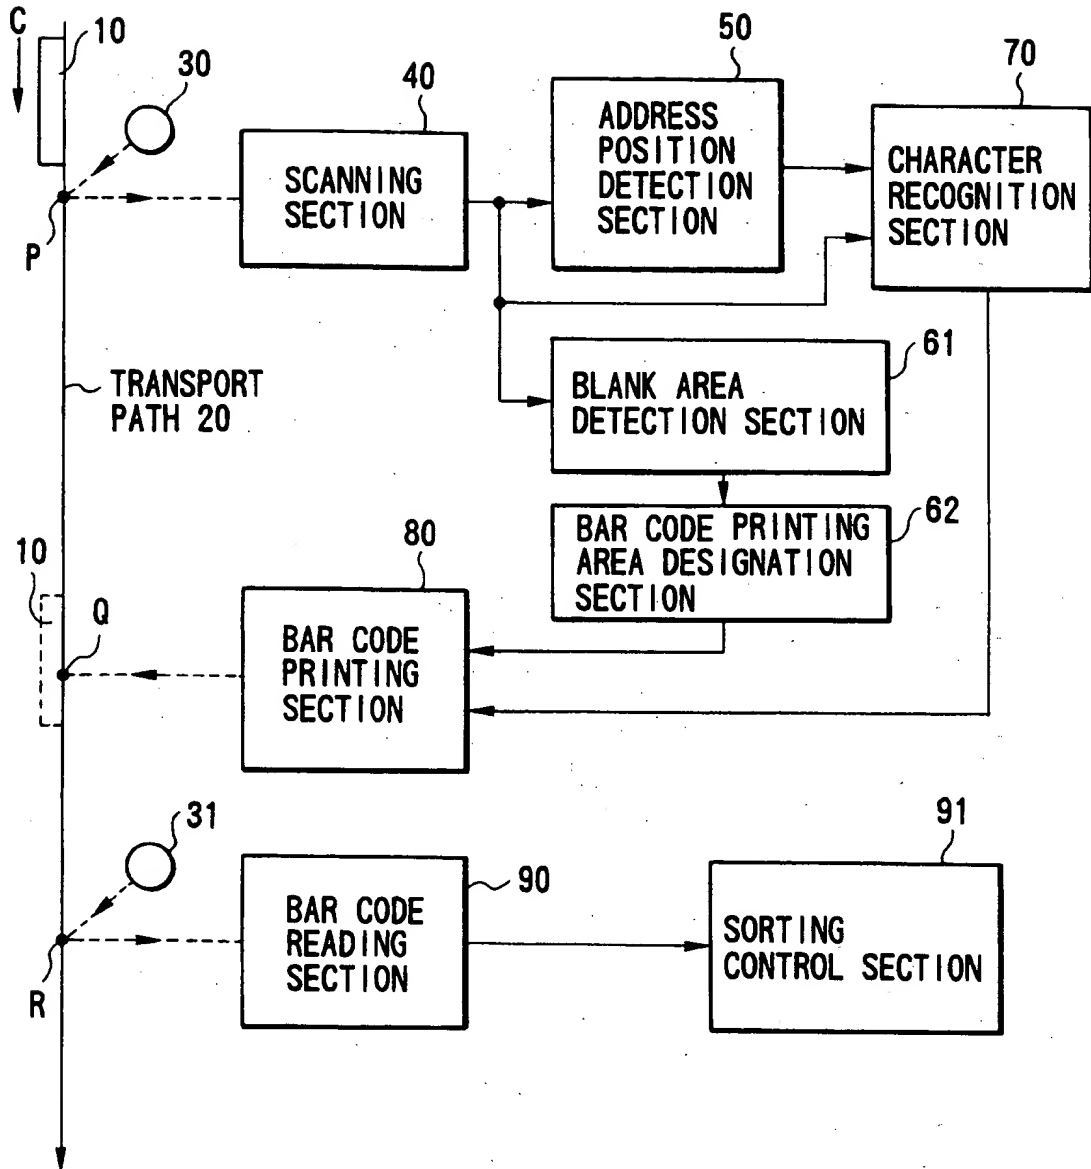 C
10
30
40
50
70
SCANNING
SECTION
ADDRESS
POSITION
DETECTION
SECTION
CHARACTER
RECOGNITION
SECTION
P
61
BLANK AREA
DETECTION SECTION
TRANSPORT
PATH 20
62
BAR CODE PRINTING
AREA DESIGNATION
SECTION
10
Q
80
BAR CODE
PRINTING
SECTION
31
90
91
BAR CODE
READING
SECTION
SORTING
CONTROL SECTION
R